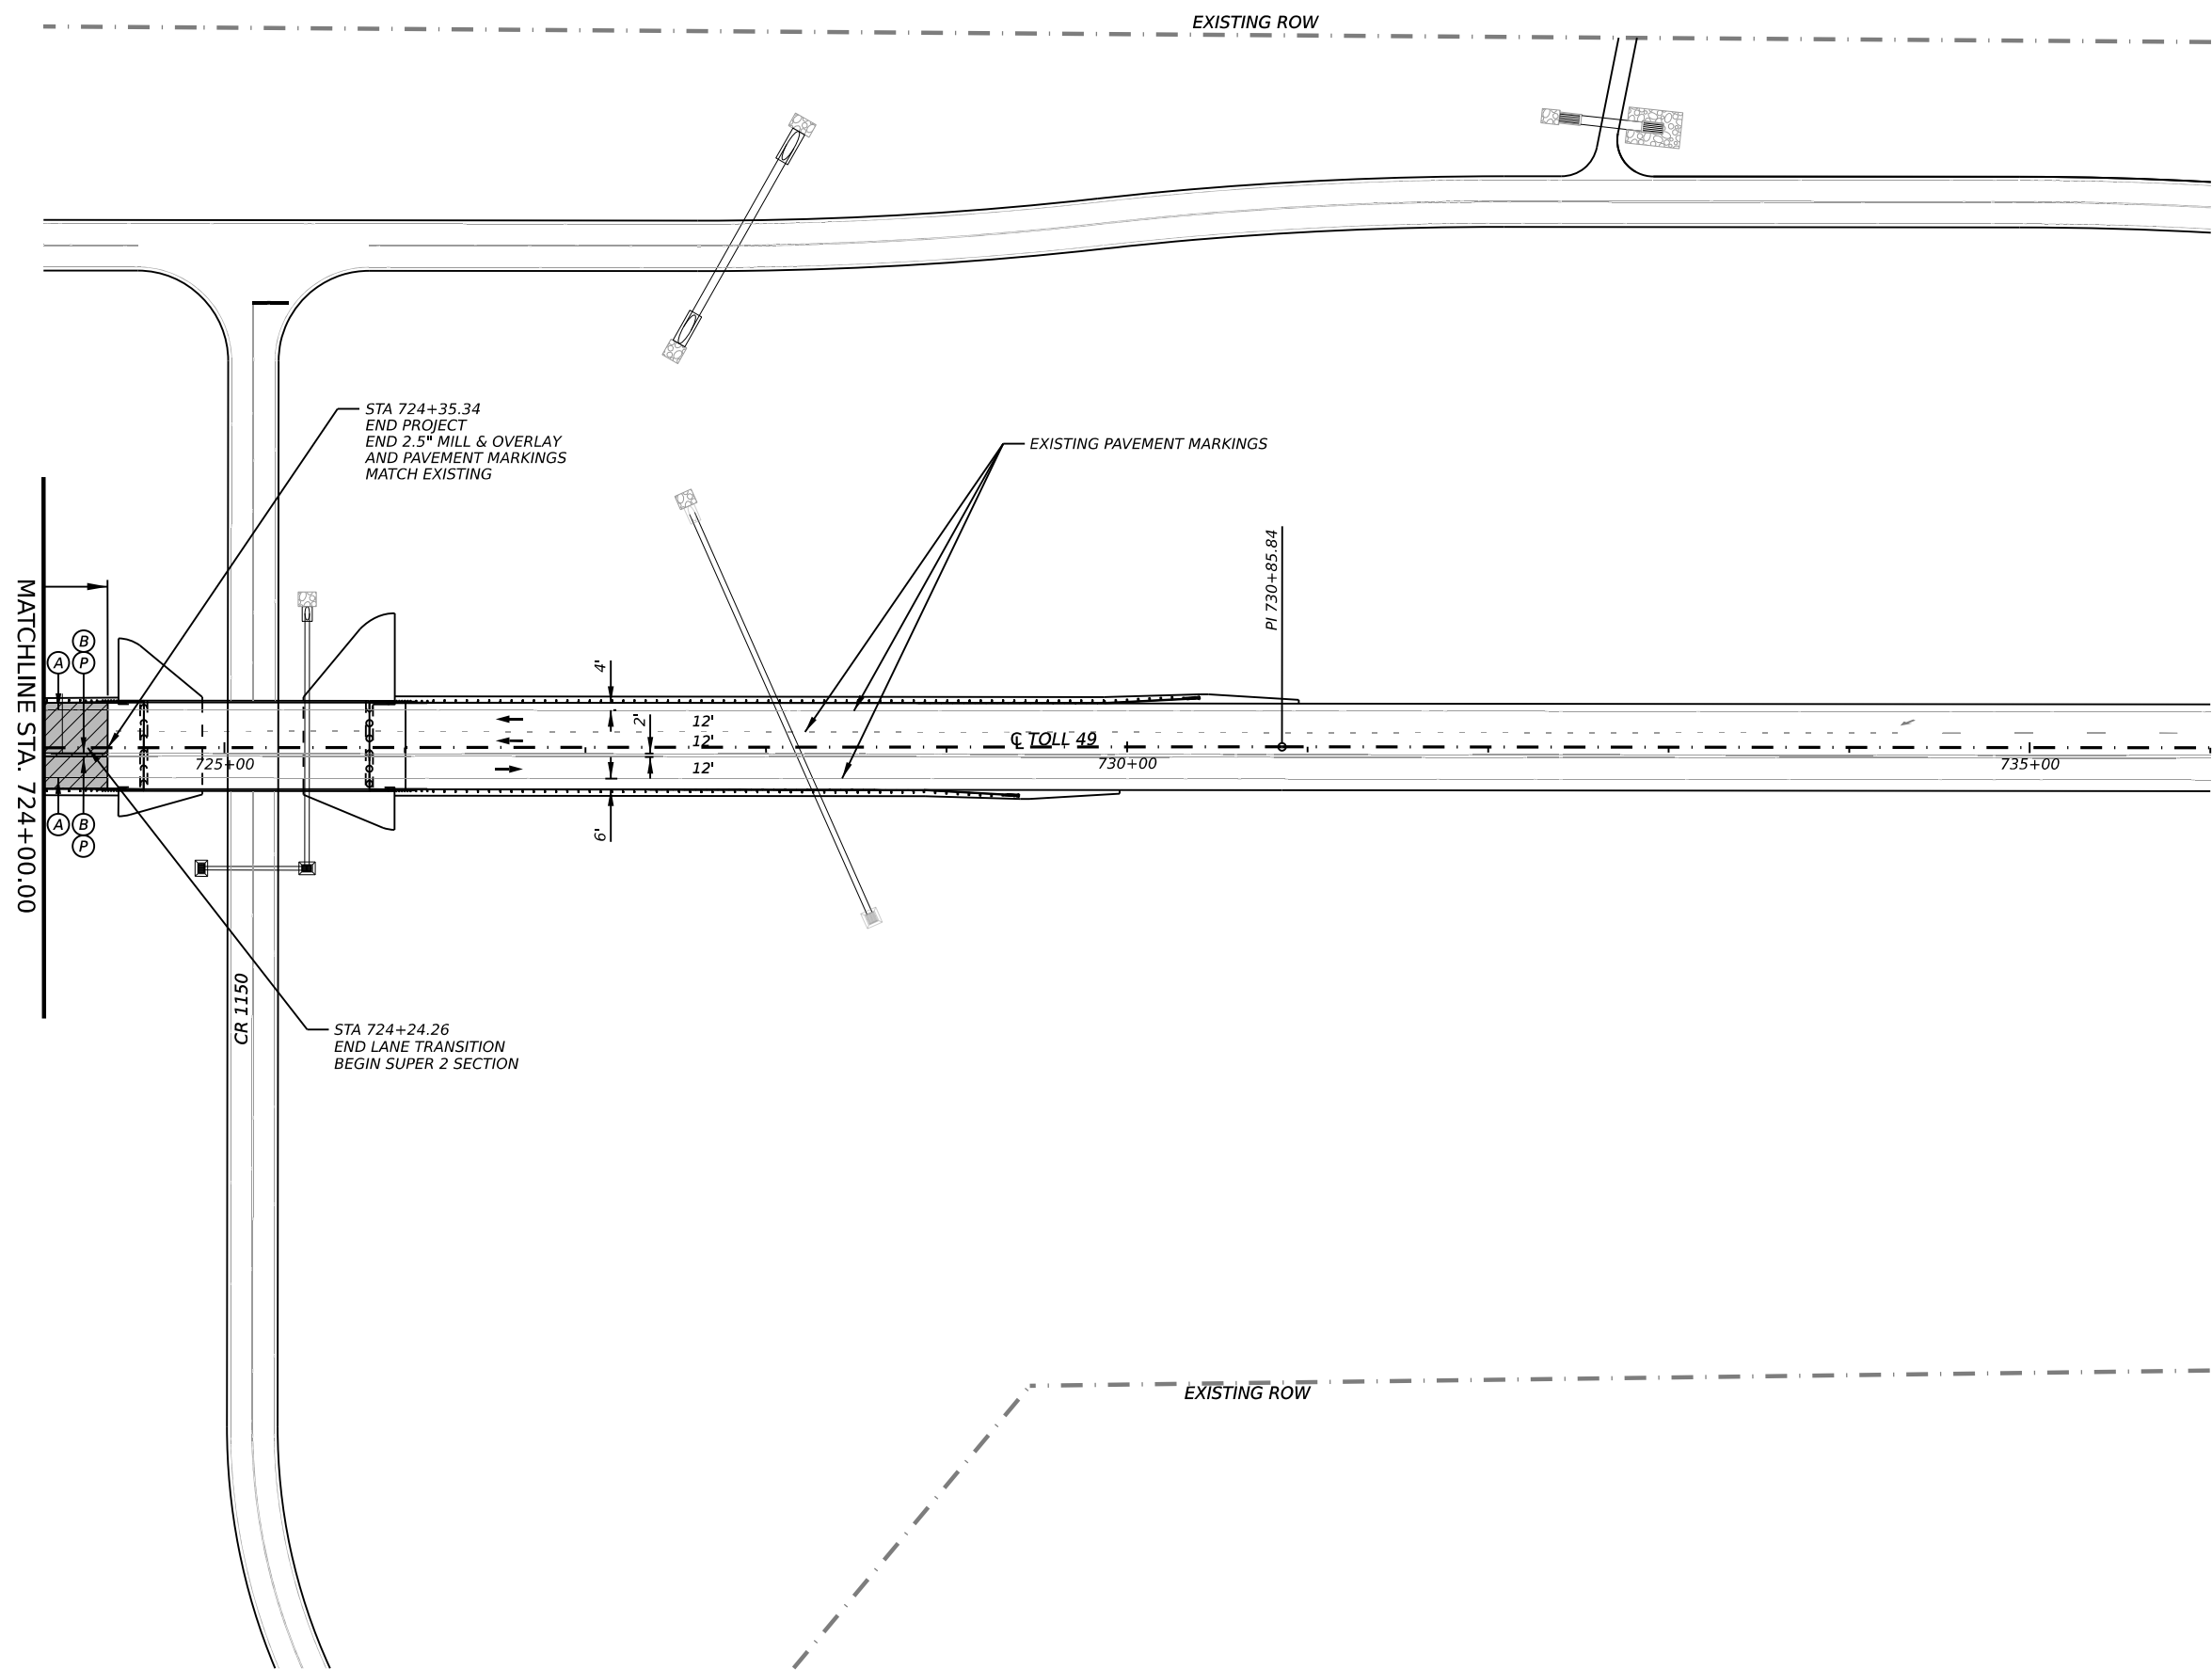 EXISTING ROW
STA 724+35.34
END PROJECT
END 2.5" MILL & OVERLAY
AND PAVEMENT MARKINGS
MATCH EXISTING
EXISTING PAVEMENT MARKINGS
PI 730+85.84
MATCHLINE STA. 724+00.00
B
A P
4'
2'
12'
12'
12'
℄ TOLL 49
725+00
730+00
735+00
6'
A B
P
CR 1150
STA 724+24.26
END LANE TRANSITION
BEGIN SUPER 2 SECTION
EXISTING ROW